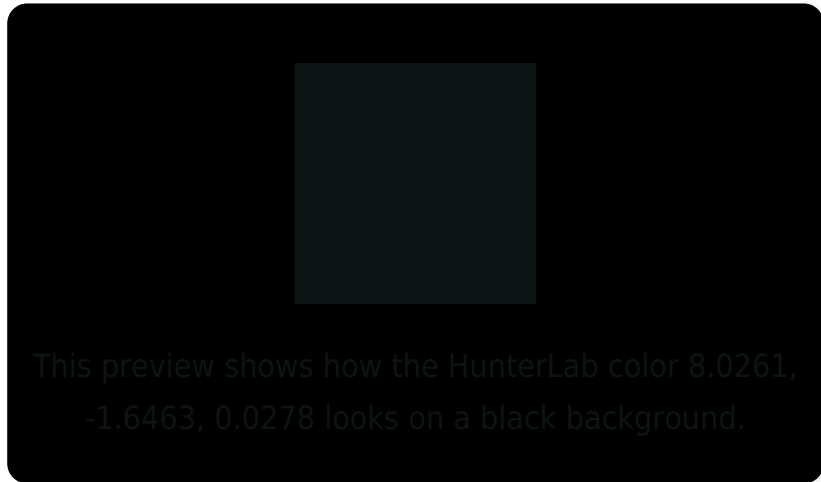 This preview shows how the HunterLab color 8.0261,
-1.6463, 0.0278 looks on a black background.